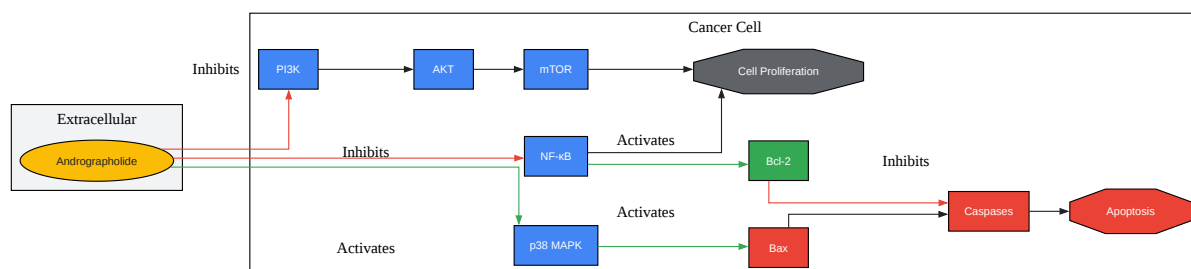 Cancer Cell
Inhibits
PI3K
AKT
mTOR
Cell Proliferation
Extracellular
Andrographolide
Inhibits
NF-κB
Activates
Bcl-2
Inhibits
Caspases
Apoptosis
Activates
p38 MAPK
Activates
Bax